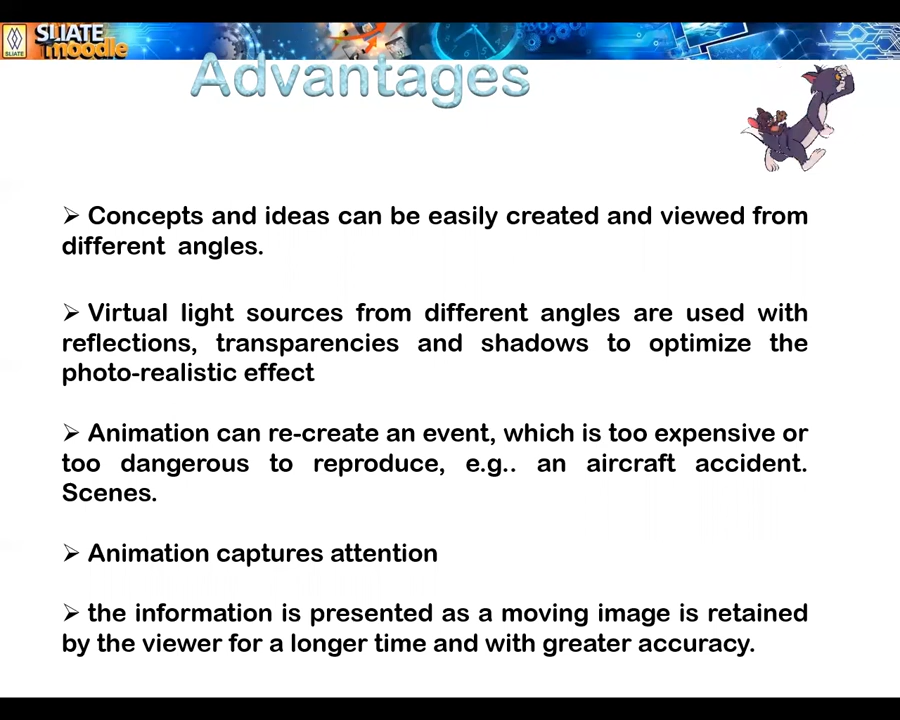 SLIATE
SLIATE
moodle
Advantages
➢ Concepts and ideas can be easily created and viewed from
different angles.
➢ Virtual light sources from different angles are used with
reflections, transparencies and shadows to optimize the
photo-realistic effect
➢ Animation can re-create an event, which is too expensive or
too dangerous to reproduce, e.g.. an aircraft accident.
Scenes.
➢ Animation captures attention
➢ the information is presented as a moving image is retained
by the viewer for a longer time and with greater accuracy.